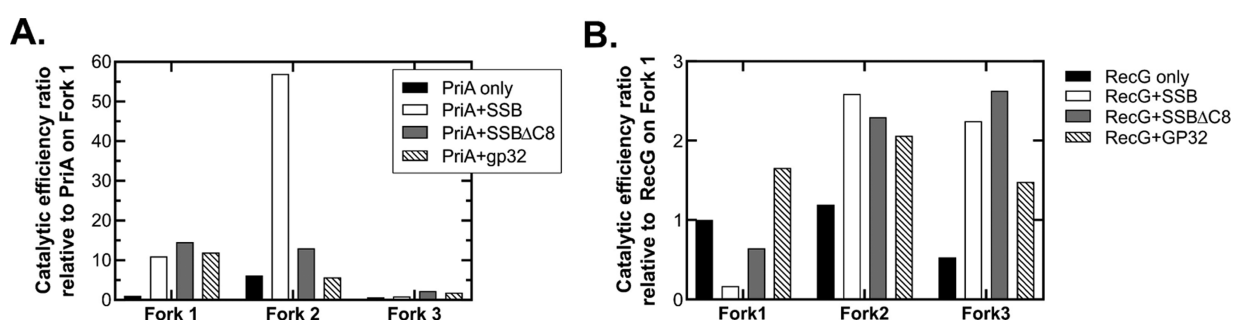 A.
Catalytic efficiency ratio
relative to PriA on Fork 1
60
50
40
30
20
10
0
PriA only
PriA+SSB
PriA+SSBΔC8
PriA+gp32
Fork 1
Fork 2
Fork 3
B.
Catalytic efficiency ratio
relative to RecG on Fork 1
3
2
1
0
Fork1
Fork2
Fork3
RecG only
RecG+SSB
RecG+SSBΔC8
RecG+GP32